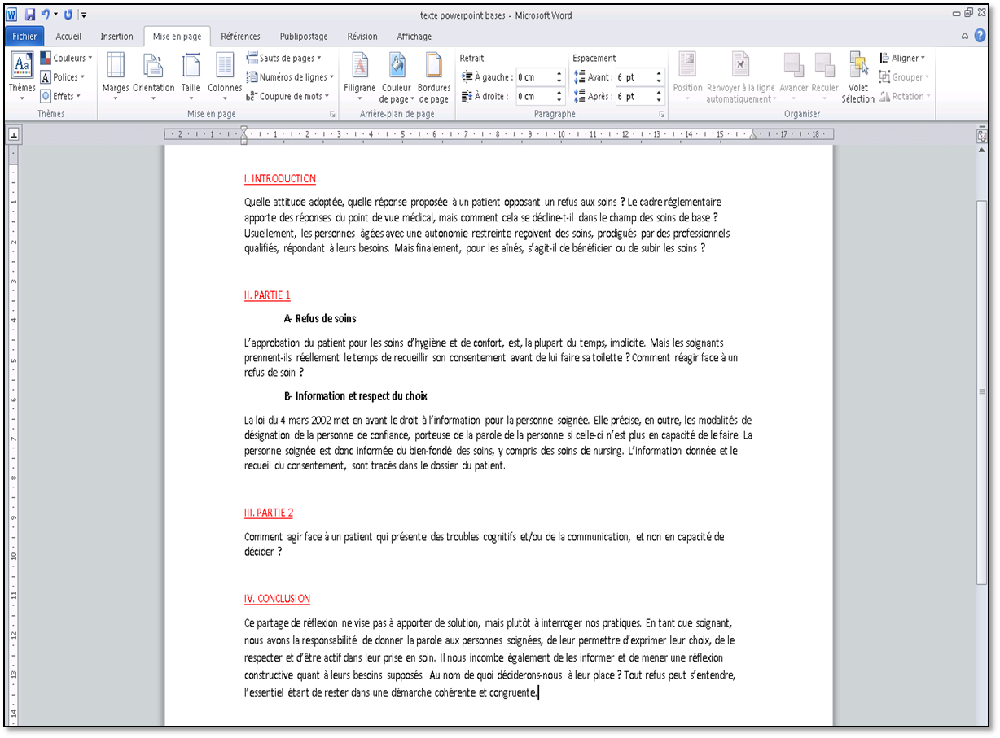 texte powerpoint bases - Microsoft Word
Fichier Accueil Insertion Mise en page Références Publipostage Révision Affichage
Couleurs
Polices
Effets
Thèmes
Thèmes
Marges Orientation Taille Colonnes
Sauts de pages
Numéros de lignes
Coupure de mots
Mise en page
Filigrane Couleur de page Bordures de page
Arrière-plan de page
Retrait
À gauche : 0 cm
À droite : 0 cm
Espacement
Avant : 6 pt
Après : 6 pt
Paragraphe
Position Renvoyer à la ligne automatiquement Avancer Reculer Volet Sélection
Aligner
Grouper
Rotation
Organiser
2 1 1 2 3 4 5 6 7 8 9 10 11 12 13 14 15 17 18
I. INTRODUCTION
Quelle attitude adoptée, quelle réponse proposée à un patient opposant un refus aux soins ? Le cadre réglementaire
apporte des réponses du point de vue médical, mais comment cela se décline-t-il dans le champ des soins de base ?
Usuellement, les personnes âgées avec une autonomie restreinte reçoivent des soins, prodigués par des professionnels
qualifiés, répondant à leurs besoins. Mais finalement, pour les aînés, s'agit-il de bénéficier ou de subir les soins ?
II. PARTIE 1
A- Refus de soins
L'approbation du patient pour les soins d'hygiène et de confort, est, la plupart du temps, implicite. Mais les soignants
prennent-ils réellement le temps de recueillir son consentement avant de lui faire sa toilette ? Comment réagir face à un
refus de soin ?
B- Information et respect du choix
La loi du 4 mars 2002 met en avant le droit à l'information pour la personne soignée. Elle précise, en outre, les modalités de
désignation de la personne de confiance, porteuse de la parole de la personne si celle-ci n'est plus en capacité de le faire. La
personne soignée est donc informée du bien-fondé des soins, y compris des soins de nursing. L'information donnée et le
recueil du consentement, sont tracés dans le dossier du patient.
III. PARTIE 2
Comment agir face à un patient qui présente des troubles cognitifs et/ou de la communication, et non en capacité de
décider ?
IV. CONCLUSION
Ce partage de réflexion ne vise pas à apporter de solution, mais plutôt à interroger nos pratiques. En tant que soignant,
nous avons la responsabilité de donner la parole aux personnes soignées, de leur permettre d'exprimer leur choix, de le
respecter et d'être actif dans leur prise en soin. Il nous incombe également de les informer et de mener une réflexion
constructive quant à leurs besoins supposés. Au nom de quoi déciderons-nous à leur place ? Tout refus peut s'entendre,
l'essentiel étant de rester dans une démarche cohérente et congruente.